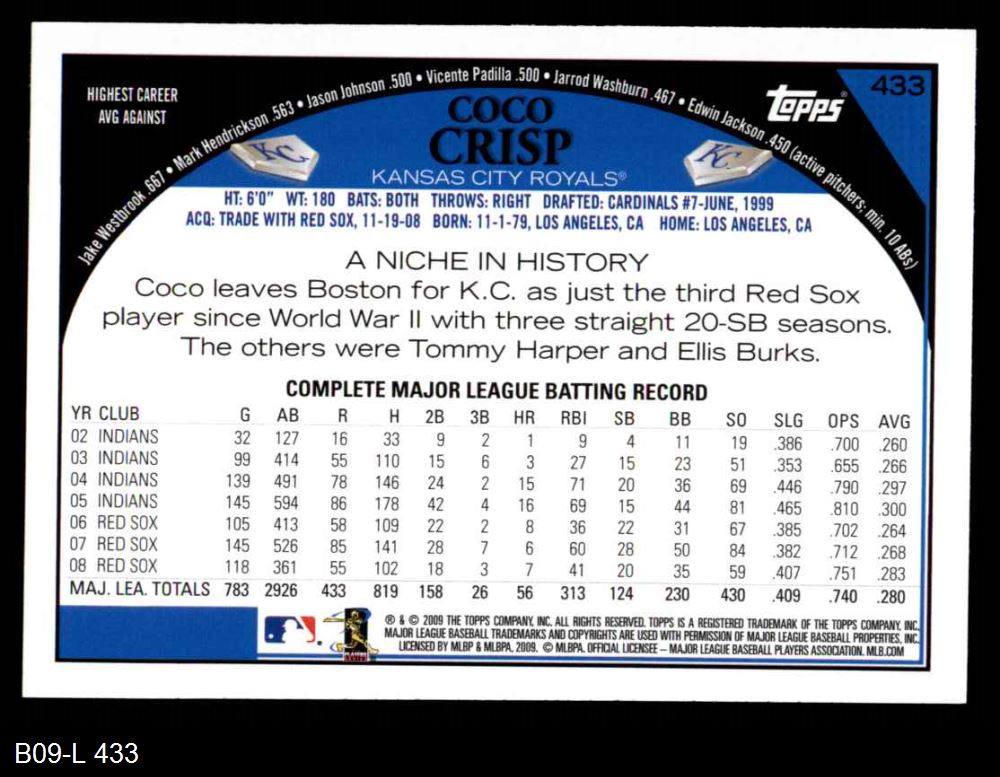 HIGHEST CAREER
AVG AGAINST
Jake Westbrook .667 • Mark Hendrickson .563 • Jason Johnson .500 • Vicente Padilla .500 • Jarrod Washburn .467 • Edwin Jackson .450 (active pitchers; min. 10 ABs)
Topps®
433
COCO
CRISP
KC
KC
KANSAS CITY ROYALS®
HT: 6'0" WT: 180 BATS: BOTH THROWS: RIGHT DRAFTED: CARDINALS #7-JUNE, 1999
ACQ: TRADE WITH RED SOX, 11-19-08 BORN: 11-1-79, LOS ANGELES, CA HOME: LOS ANGELES, CA
A NICHE IN HISTORY
Coco leaves Boston for K.C. as just the third Red Sox
player since World War II with three straight 20-SB seasons.
The others were Tommy Harper and Ellis Burks.
COMPLETE MAJOR LEAGUE BATTING RECORD
YR CLUB G AB R H 2B 3B HR RBI SB BB SO SLG OPS AVG
02 INDIANS 32 127 16 33 9 2 1 9 4 11 19 .386 .700 .260
03 INDIANS 99 414 55 110 15 6 3 27 15 23 51 .353 .655 .266
04 INDIANS 139 491 78 146 24 2 15 71 20 36 69 .446 .790 .297
05 INDIANS 145 594 86 178 42 4 16 69 15 44 81 .465 .810 .300
06 RED SOX 105 413 58 109 22 2 8 36 22 31 67 .385 .702 .264
07 RED SOX 145 526 85 141 28 7 6 60 28 50 84 .382 .712 .268
08 RED SOX 118 361 55 102 18 3 7 41 20 35 59 .407 .751 .283
MAJ. LEA. TOTALS 783 2926 433 819 158 26 56 313 124 230 430 .409 .740 .280
® & © 2009 THE TOPPS COMPANY, INC. ALL RIGHTS RESERVED. TOPPS IS A REGISTERED TRADEMARK OF THE TOPPS COMPANY, INC.
MAJOR LEAGUE BASEBALL TRADEMARKS AND COPYRIGHTS ARE USED WITH PERMISSION OF MAJOR LEAGUE BASEBALL PROPERTIES, INC.
LICENSED BY MLBP & MLBPA, 2009. © MLBPA. OFFICIAL LICENSEE – MAJOR LEAGUE BASEBALL PLAYERS ASSOCIATION. MLB.COM
B09-L 433